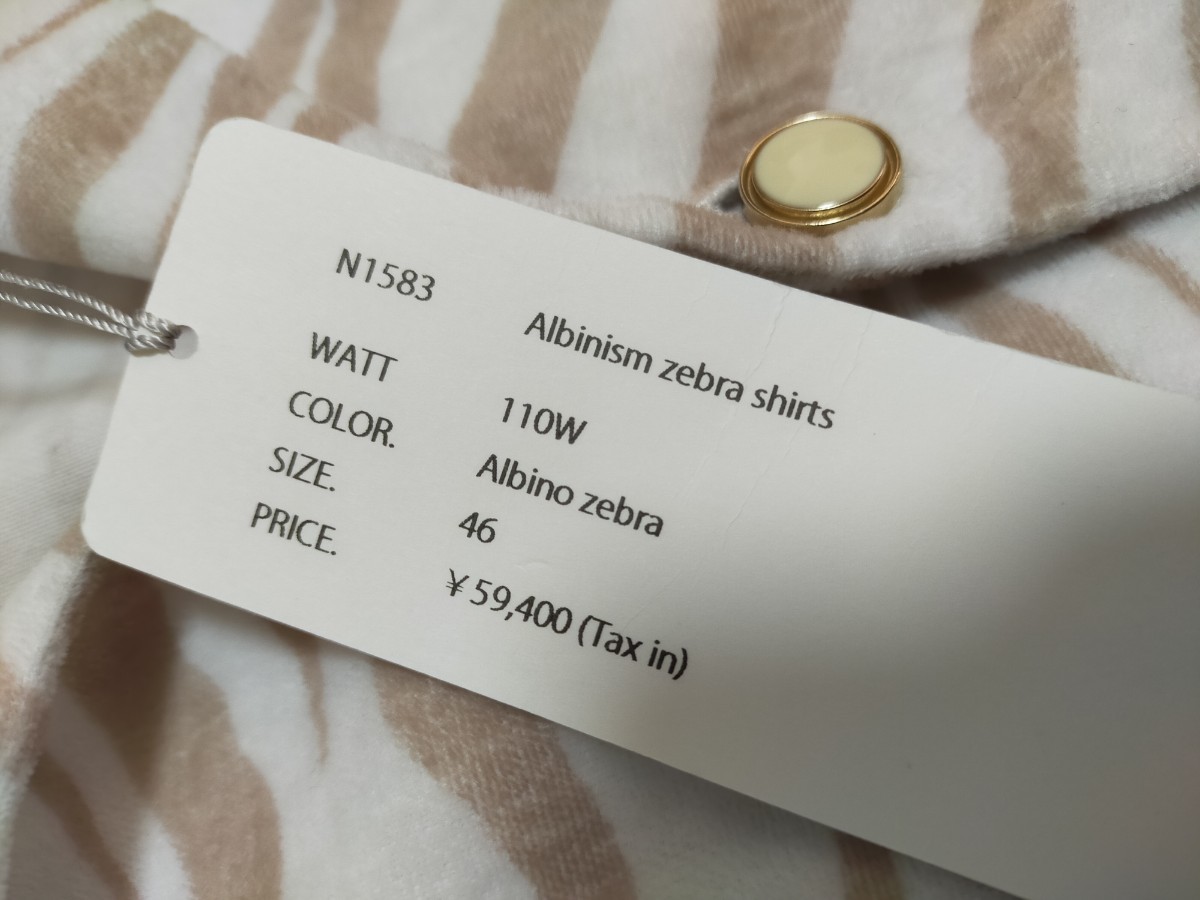 N1583 Albinism zebra shirts
WATT 110W
COLOR. Albino zebra
SIZE. 46
PRICE. ¥59,400 (Tax in)